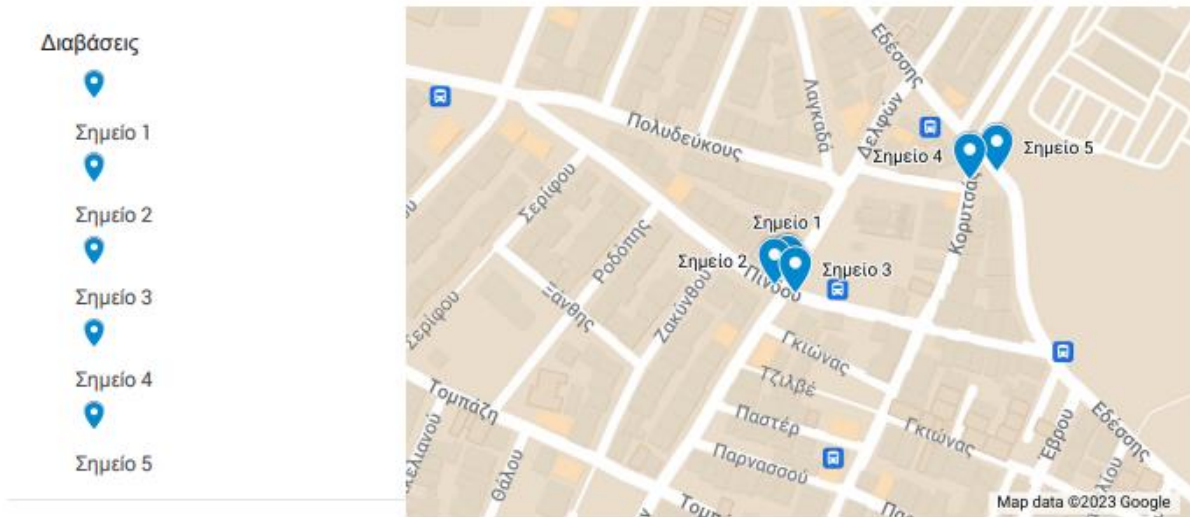 Διαβάσεις
Σημείο 1
Σημείο 2
Σημείο 3
Σημείο 4
Σημείο 5
Εδέσσης
Λαγκαδά
Δελφών
Πολυδεύκους
Σημείο 4
Σημείο 5
Σερίφου
Κορυτσάς
Ροδόπης
Σημείο 1
Σημείο 2
Σημείο 3
Πίνδου
Ξάνθης
Ζακύνθου
Σερίφου
Γκιώνας
Τζιλβέ
Τομπάζη
Παστέρ
Γκιώνας
Εδέσσης
Έβρου
Παρνασσού
Θάλου
Τομπ
Πα
Map data ©2023 Google